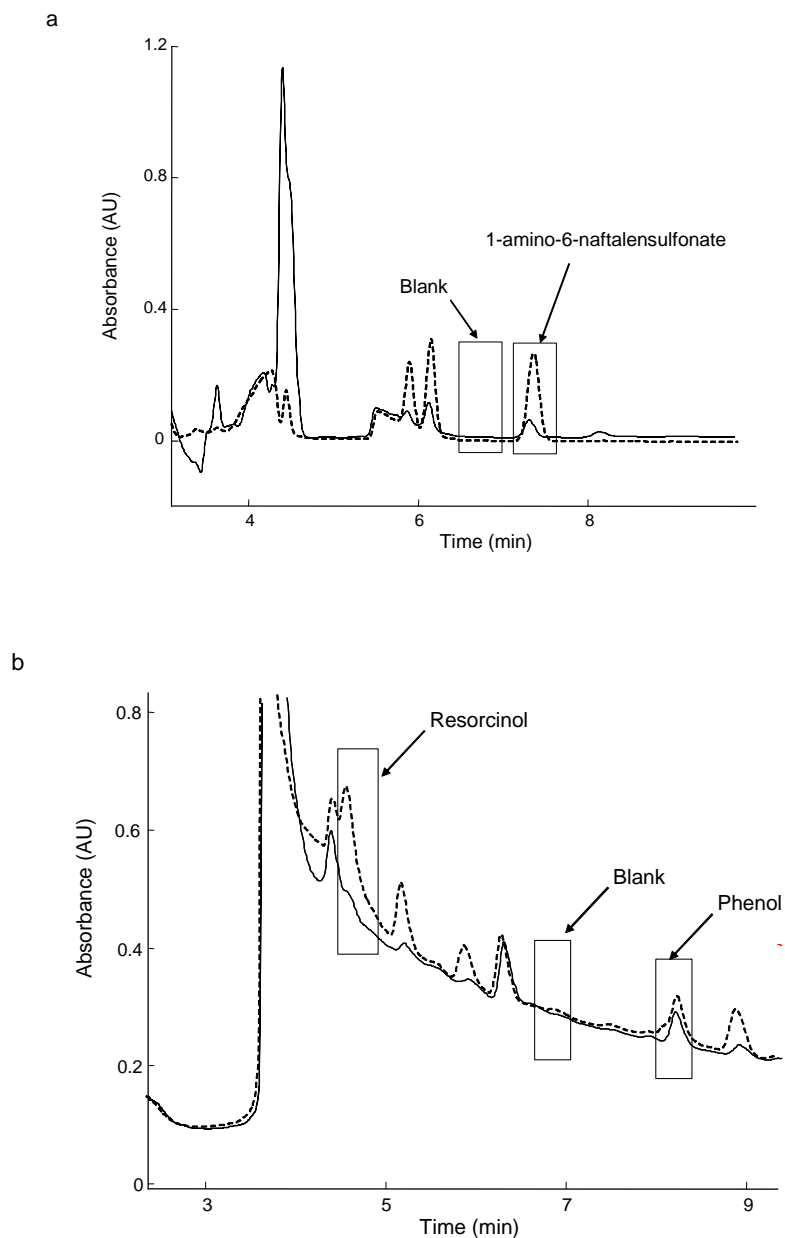 a
1.2
0.8
0.4
0
Absorbance (AU)
1-amino-6-naftalensulfonate
Blank
4
6
8
Time (min)
b
0.8
0.6
0.4
0.2
0
Absorbance (AU)
Resorcinol
Blank
Phenol
3
5
7
9
Time (min)